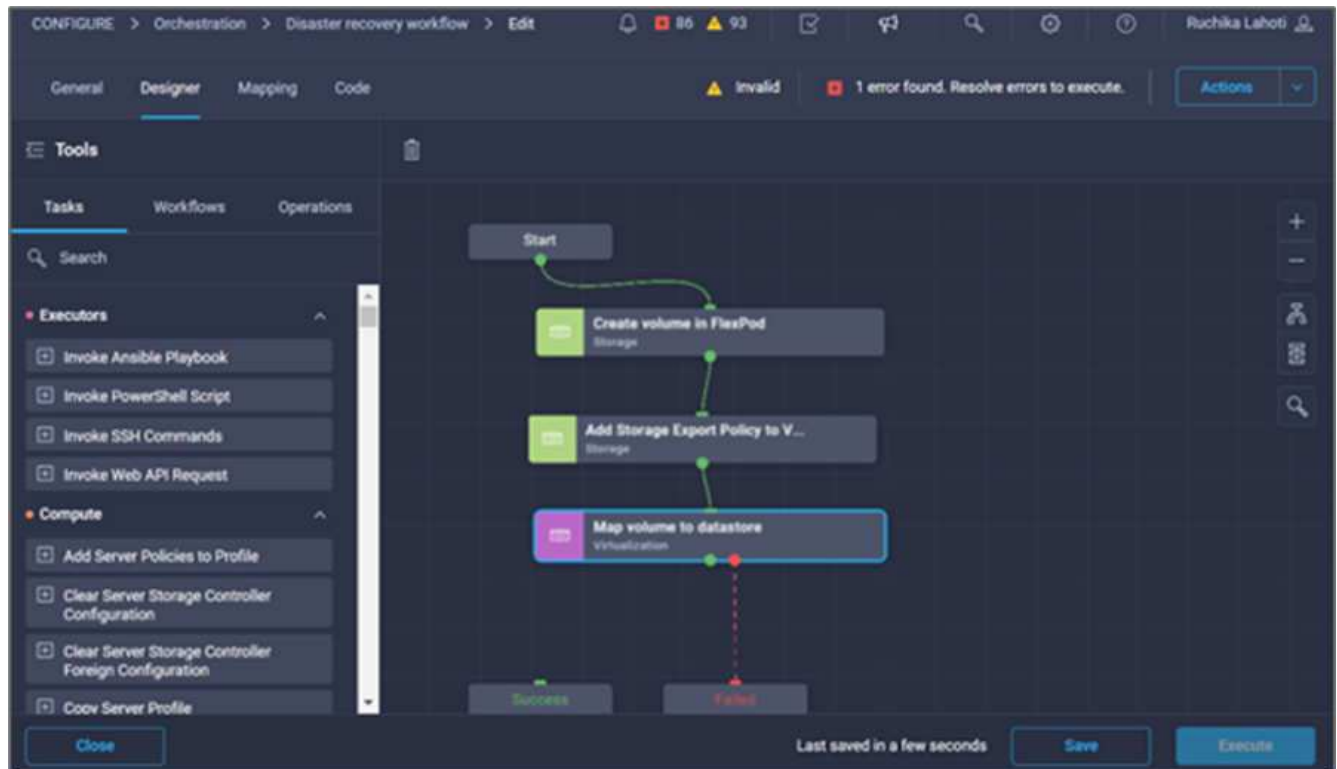 CONFIGURE > Orchestration > Disaster recovery workflow > Edit
86
93
Ruchika Lahoti
General
Designer
Mapping
Code
Invalid
1 error found. Resolve errors to execute.
Actions
Tools
Tasks
Workflows
Operations
Search
Executors
Invoke Ansible Playbook
Invoke PowerShell Script
Invoke SSH Commands
Invoke Web API Request
Compute
Add Server Policies to Profile
Clear Server Storage Controller
Configuration
Clear Server Storage Controller
Foreign Configuration
Copy Server Profile
Start
Create volume in FlexPod
Storage
Add Storage Export Policy to V...
Storage
Map volume to datastore
Virtualization
Success
Failed
Close
Last saved in a few seconds
Save
Execute